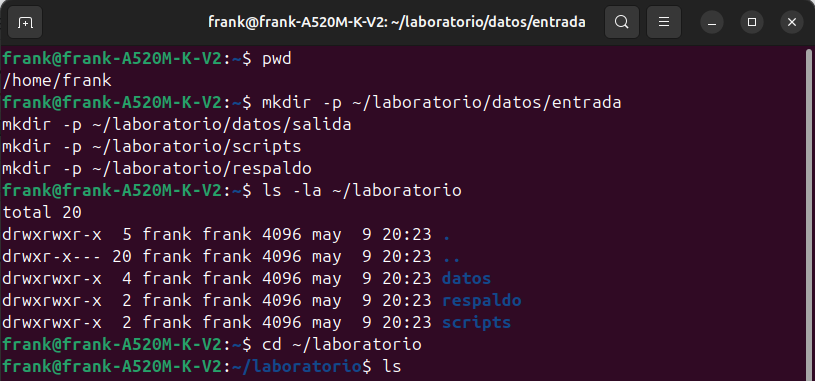 frank@frank-A520M-K-V2: ~/laboratorio/datos/entrada
frank@frank-A520M-K-V2:~$ pwd
/home/frank
frank@frank-A520M-K-V2:~$ mkdir -p ~/laboratorio/datos/entrada
mkdir -p ~/laboratorio/datos/salida
mkdir -p ~/laboratorio/scripts
mkdir -p ~/laboratorio/respaldo
frank@frank-A520M-K-V2:~$ ls -la ~/laboratorio
total 20
drwxrwxr-x  5 frank frank 4096 may  9 20:23 .
drwxr-x--- 20 frank frank 4096 may  9 20:23 ..
drwxrwxr-x  4 frank frank 4096 may  9 20:23 datos
drwxrwxr-x  2 frank frank 4096 may  9 20:23 respaldo
drwxrwxr-x  2 frank frank 4096 may  9 20:23 scripts
frank@frank-A520M-K-V2:~$ cd ~/laboratorio
frank@frank-A520M-K-V2:~/laboratorio$ ls